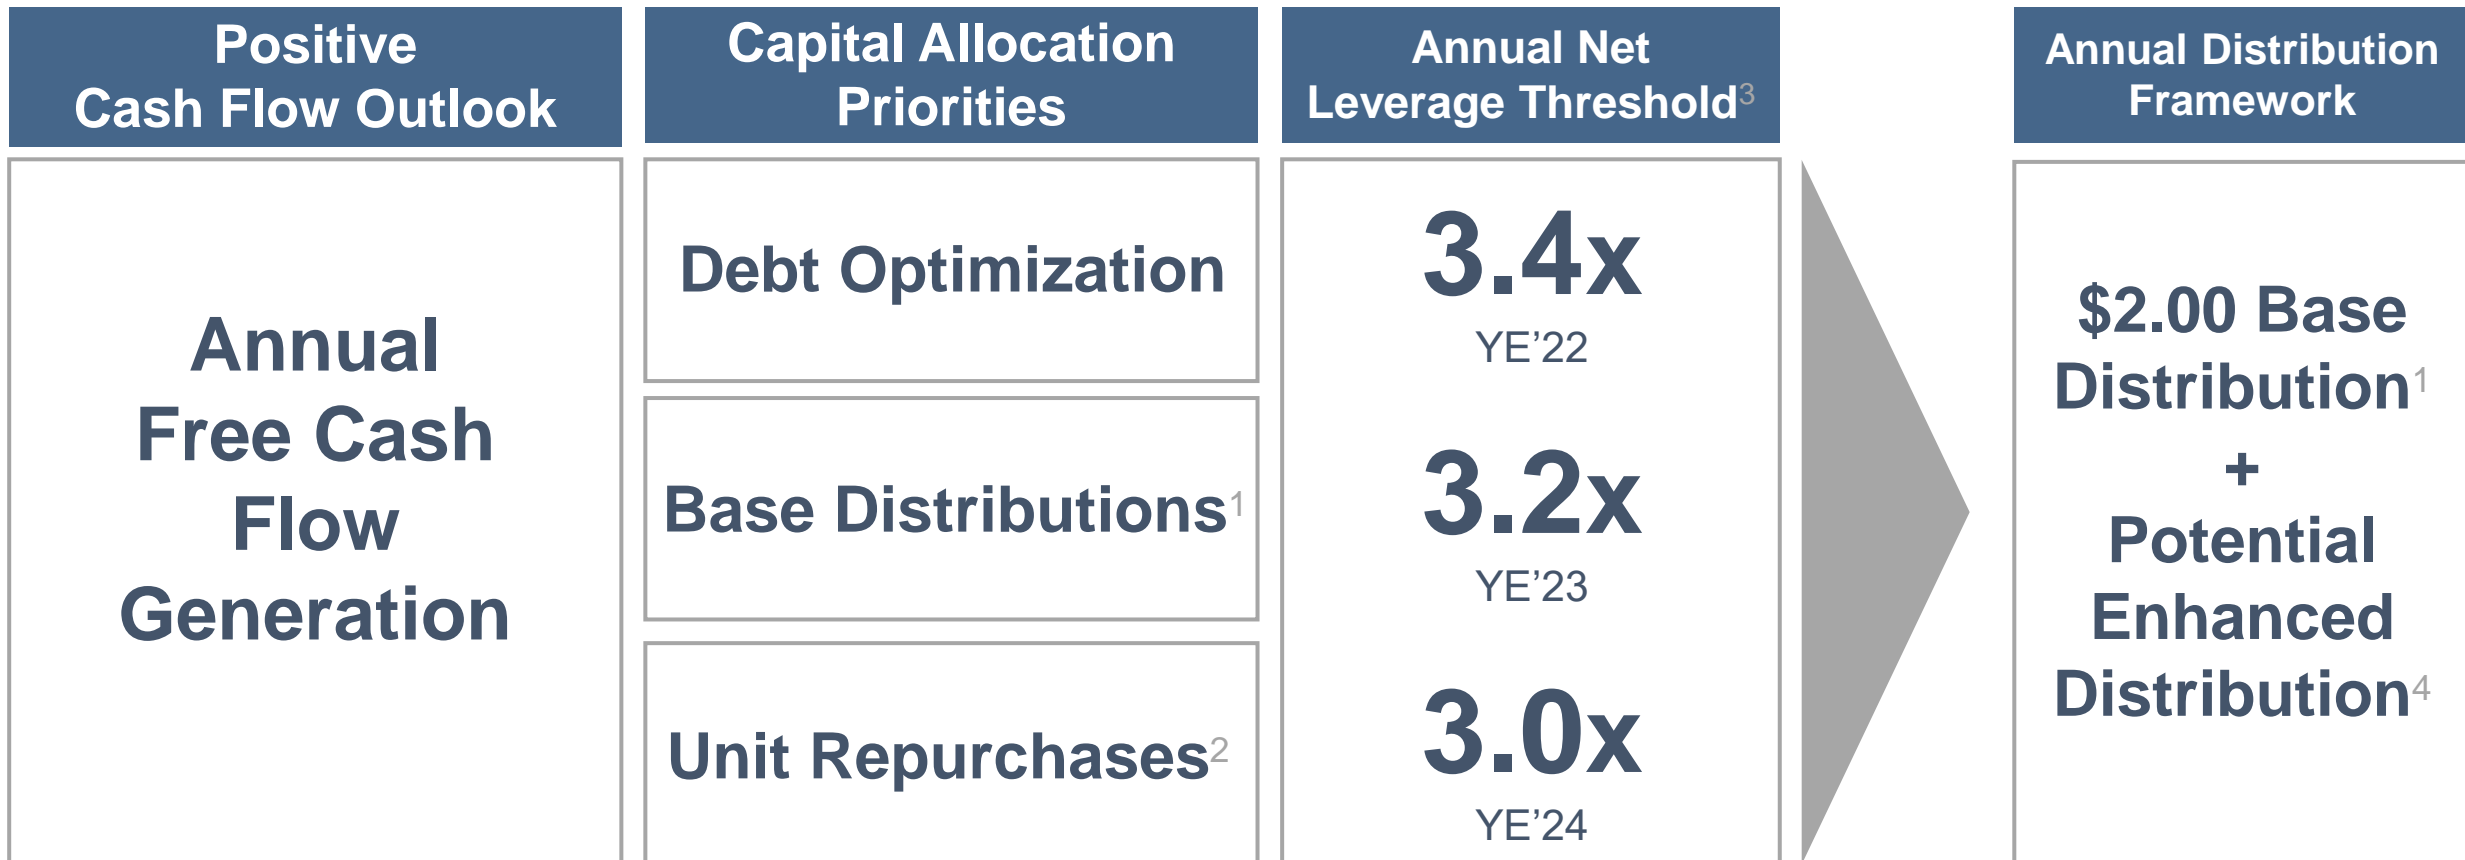 Positive
Cash Flow Outlook
Annual
Free Cash
Flow
Generation
Capital Allocation
Priorities
Debt Optimization
Base Distributions1
Unit Repurchases2
Annual Net
Leverage Threshold3
3.4x
YE’22
3.2x
YE’23
3.0x
YE’24
Annual Distribution
Framework
$2.00 Base
Distribution1
+
Potential
Enhanced
Distribution4